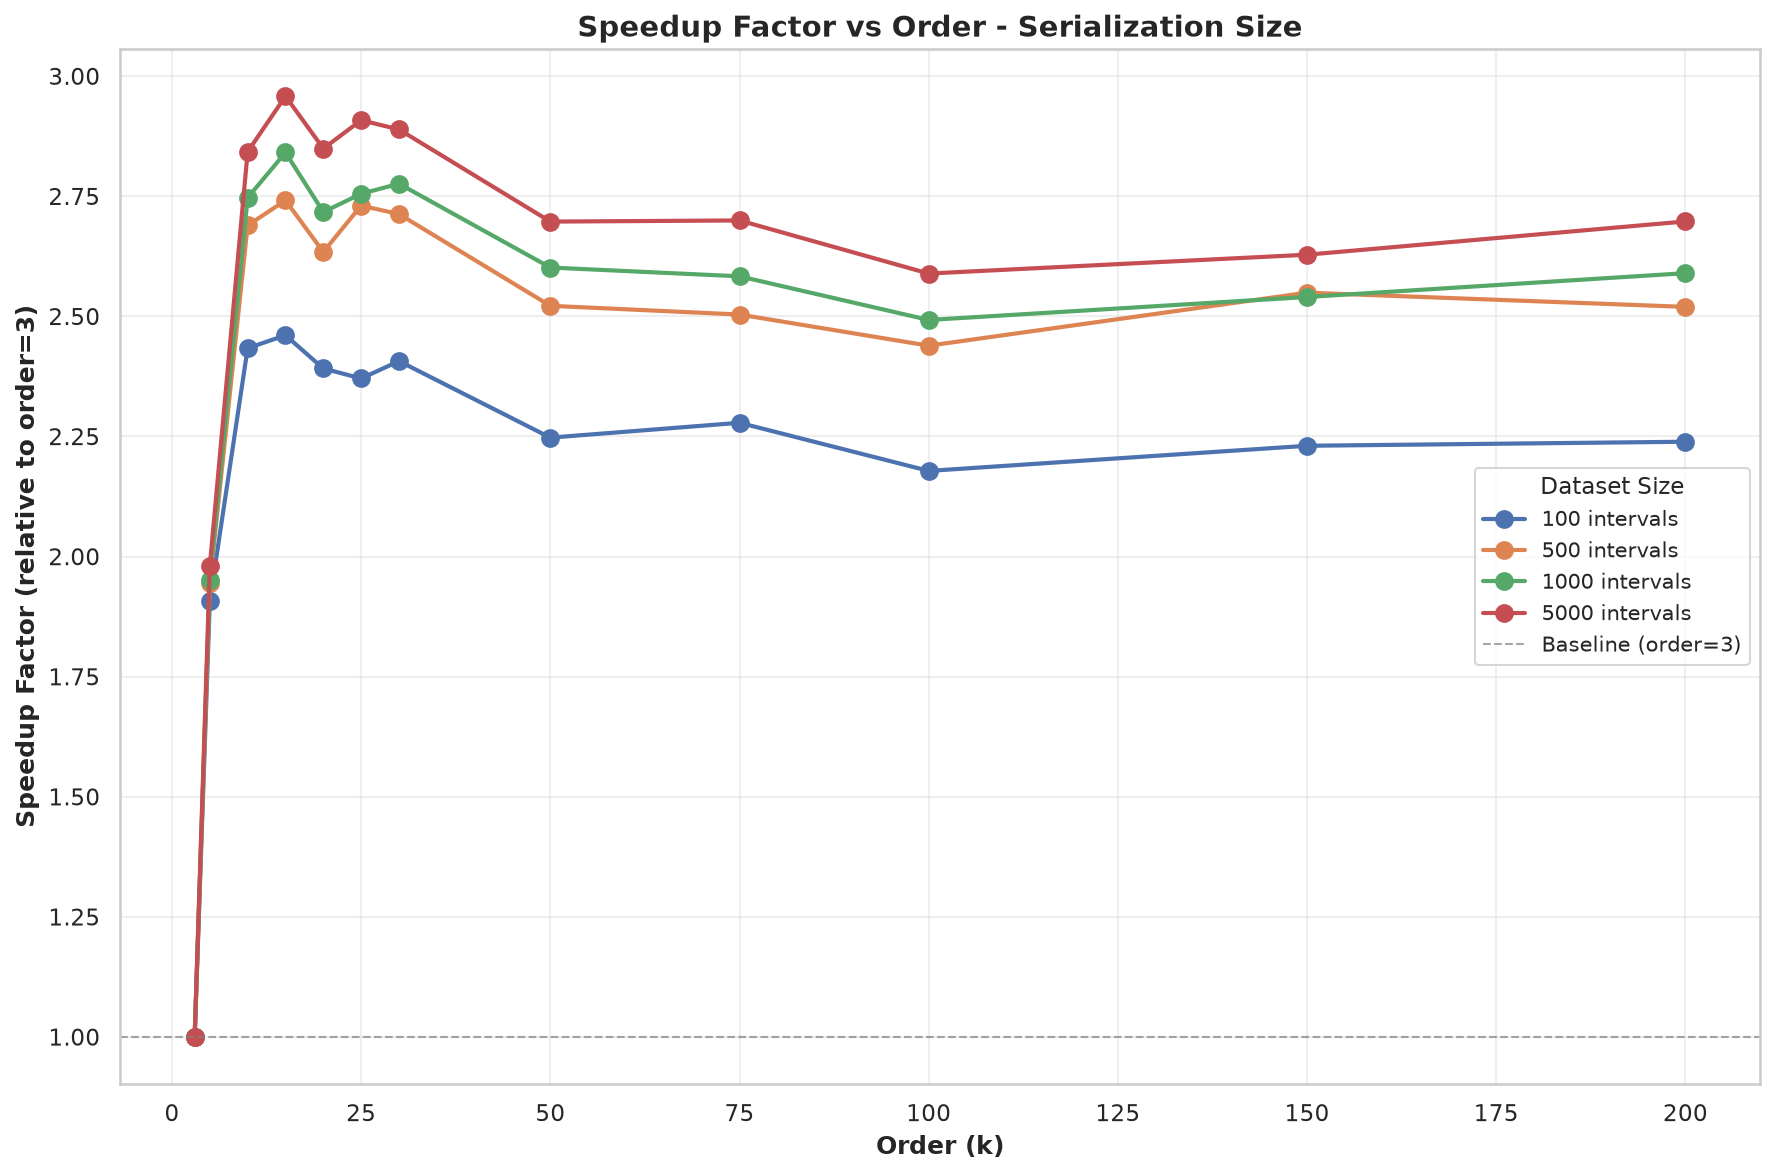 Speedup Factor vs Order - Serialization Size
Speedup Factor (relative to order=3)
3.00
2.75
2.50
2.25
2.00
1.75
1.50
1.25
1.00
Dataset Size
100 intervals
500 intervals
1000 intervals
5000 intervals
Baseline (order=3)
0 25 50 75 100 125 150 175 200
Order (k)